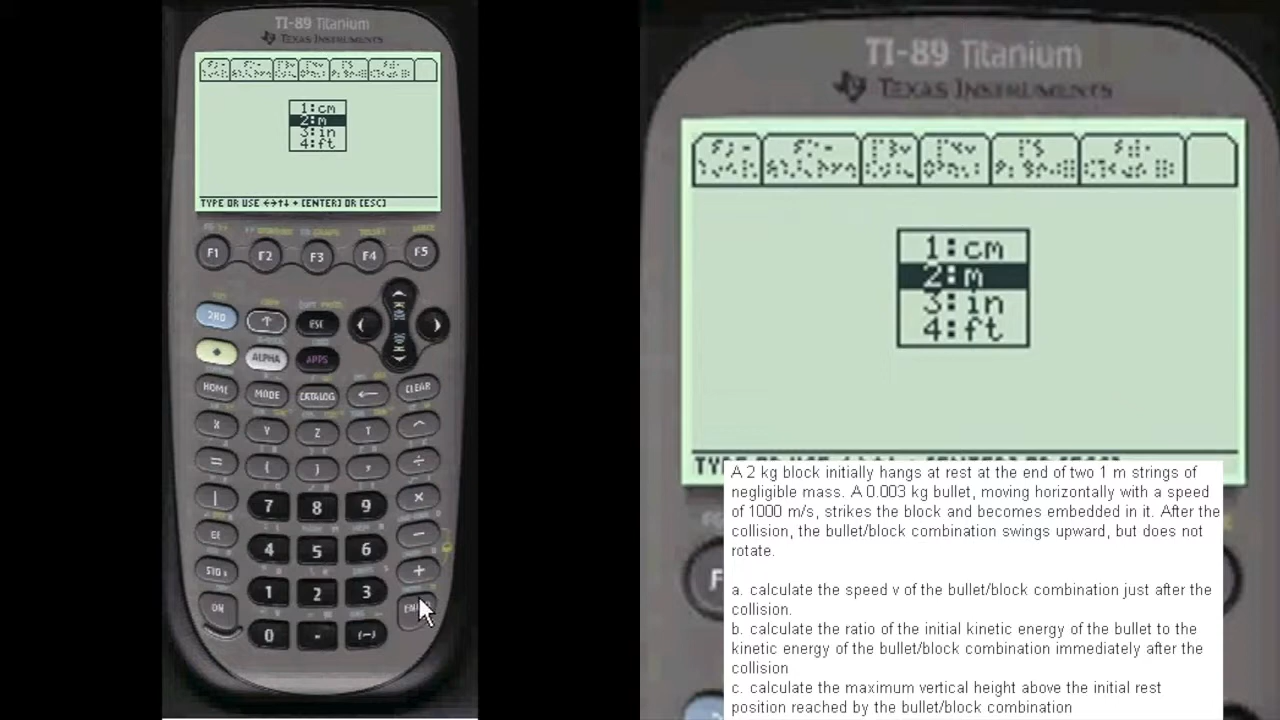 TI-89 Titanium
TEXAS INSTRUMENTS
1:cm
2:m
3:in
4:ft
TYPE OR USE ←→↑↓ + [ENTER] OR [ESC]
F1
F2
F3
F4
F5
2ND
↑
ESC
ALPHA
APPS
HOME
MODE
CATALOG
←
CLEAR
X
Y
Z
T
^
=
(
)
,
÷
|
7
8
9
×
EE
4
5
6
−
STO▸
1
2
3
+
ON
0
.
(−)
TI-89 Titanium
TEXAS INSTRUMENTS
1:cm
2:m
3:in
4:ft
A 2 kg block initially hangs at rest at the end of two 1 m strings of
negligible mass. A 0.003 kg bullet, moving horizontally with a speed
of 1000 m/s, strikes the block and becomes embedded in it. After the
collision, the bullet/block combination swings upward, but does not
rotate.
a. calculate the speed v of the bullet/block combination just after the
collision.
b. calculate the ratio of the initial kinetic energy of the bullet to the
kinetic energy of the bullet/block combination immediately after the
collision
c. calculate the maximum vertical height above the initial rest
position reached by the bullet/block combination